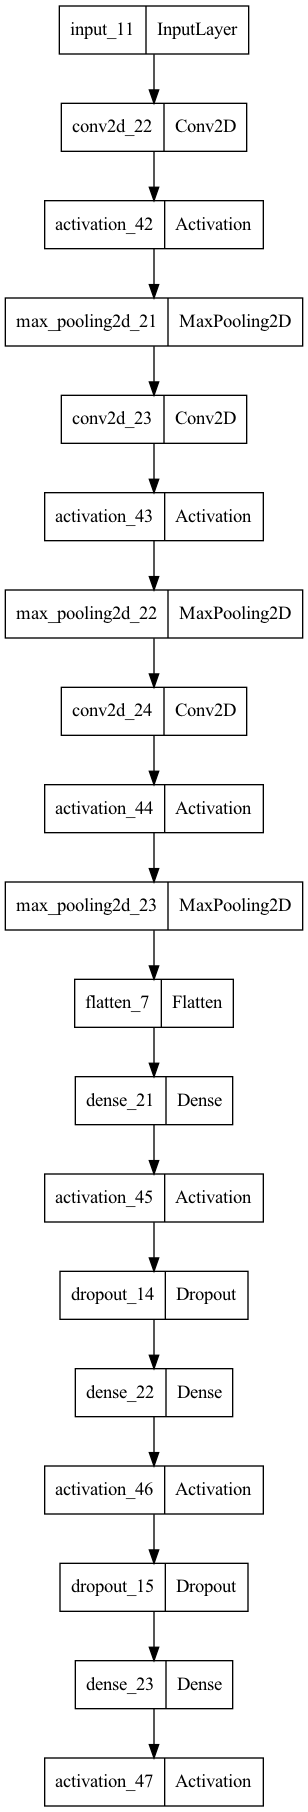 input_11 InputLayer
conv2d_22 Conv2D
activation_42 Activation
max_pooling2d_21 MaxPooling2D
conv2d_23 Conv2D
activation_43 Activation
max_pooling2d_22 MaxPooling2D
conv2d_24 Conv2D
activation_44 Activation
max_pooling2d_23 MaxPooling2D
flatten_7 Flatten
dense_21 Dense
activation_45 Activation
dropout_14 Dropout
dense_22 Dense
activation_46 Activation
dropout_15 Dropout
dense_23 Dense
activation_47 Activation